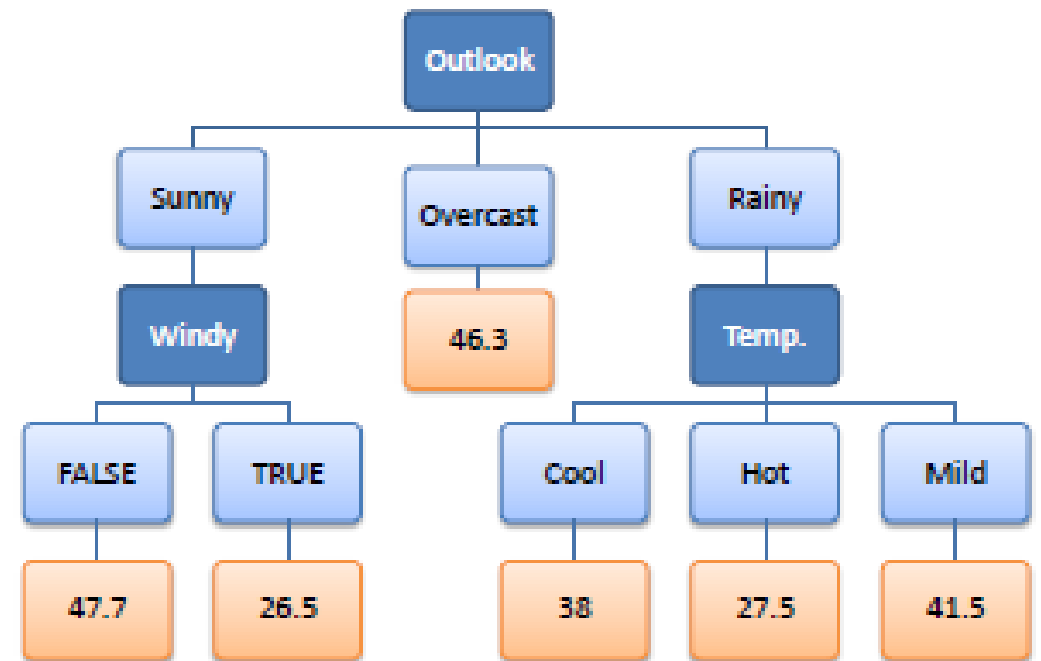 Outlook
Sunny
Overcast
Rainy
Windy
46.3
Temp.
FALSE
TRUE
Cool
Hot
Mild
47.7
26.5
38
27.5
41.5